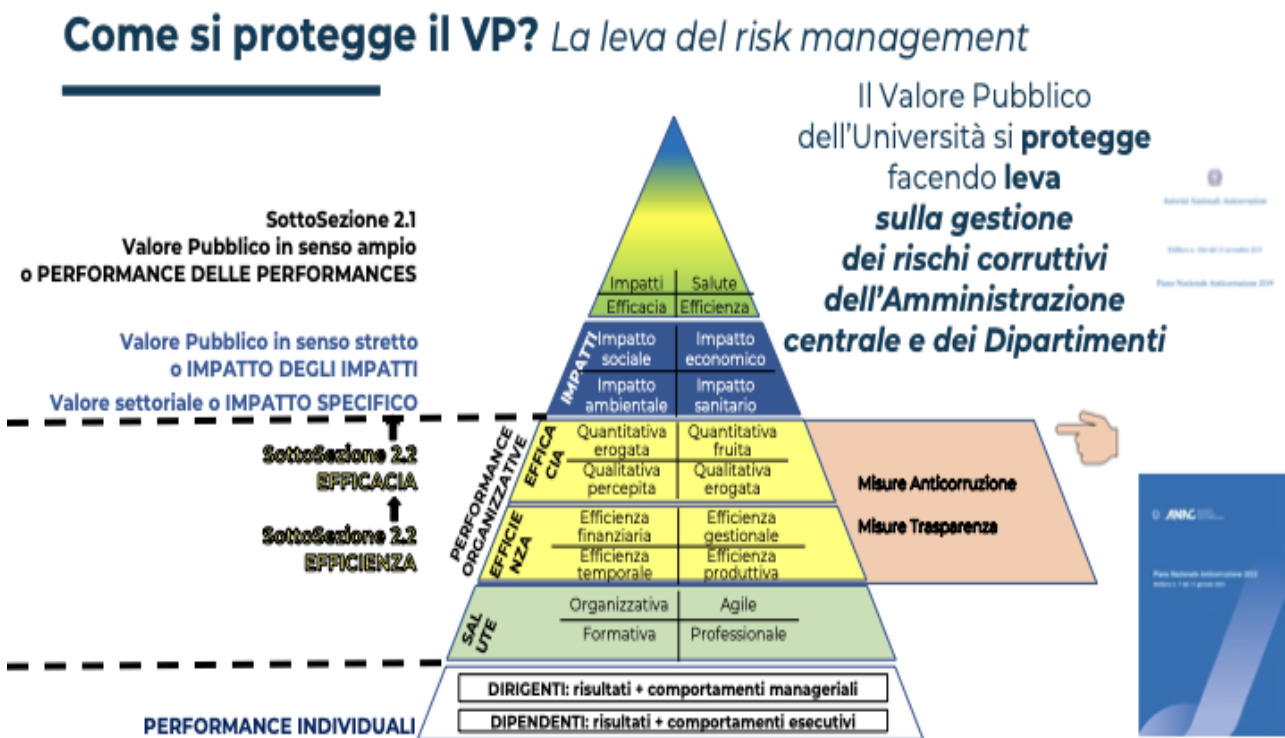 Come si protegge il VP? La leva del risk management
Il Valore Pubblico
dell'Università si protegge
facendo leva
sulla gestione
dei rischi corruttivi
dell'Amministrazione
centrale e dei Dipartimenti
Autorità Nazionale Anticorruzione
Piano Nazionale Anticorruzione 2019
SottoSezione 2.1
Valore Pubblico in senso ampio
o PERFORMANCE DELLE PERFORMANCES
Valore Pubblico in senso stretto
o IMPATTO DEGLI IMPATTI
Valore settoriale o IMPATTO SPECIFICO
SottoSezione 2.2
EFFICACIA
SottoSezione 2.2
EFFICIENZA
PERFORMANCE INDIVIDUALI
Impatti
Salute
Efficacia
Efficienza
IMPATTI
Impatto
sociale
Impatto
economico
Impatto
ambientale
Impatto
sanitario
PERFORMANCE
ORGANIZZATIVE
EFFICA
CIA
Quantitativa
erogata
Quantitativa
fruita
Qualitativa
percepita
Qualitativa
erogata
EFFICIE
NZA
Efficienza
finanziaria
Efficienza
gestionale
Efficienza
temporale
Efficienza
produttiva
SAL
UTE
Organizzativa
Agile
Formativa
Professionale
DIRIGENTI: risultati + comportamenti manageriali
DIPENDENTI: risultati + comportamenti esecutivi
Misure Anticorruzione
Misure Trasparenza
ANAC
Piano Nazionale Anticorruzione 2022